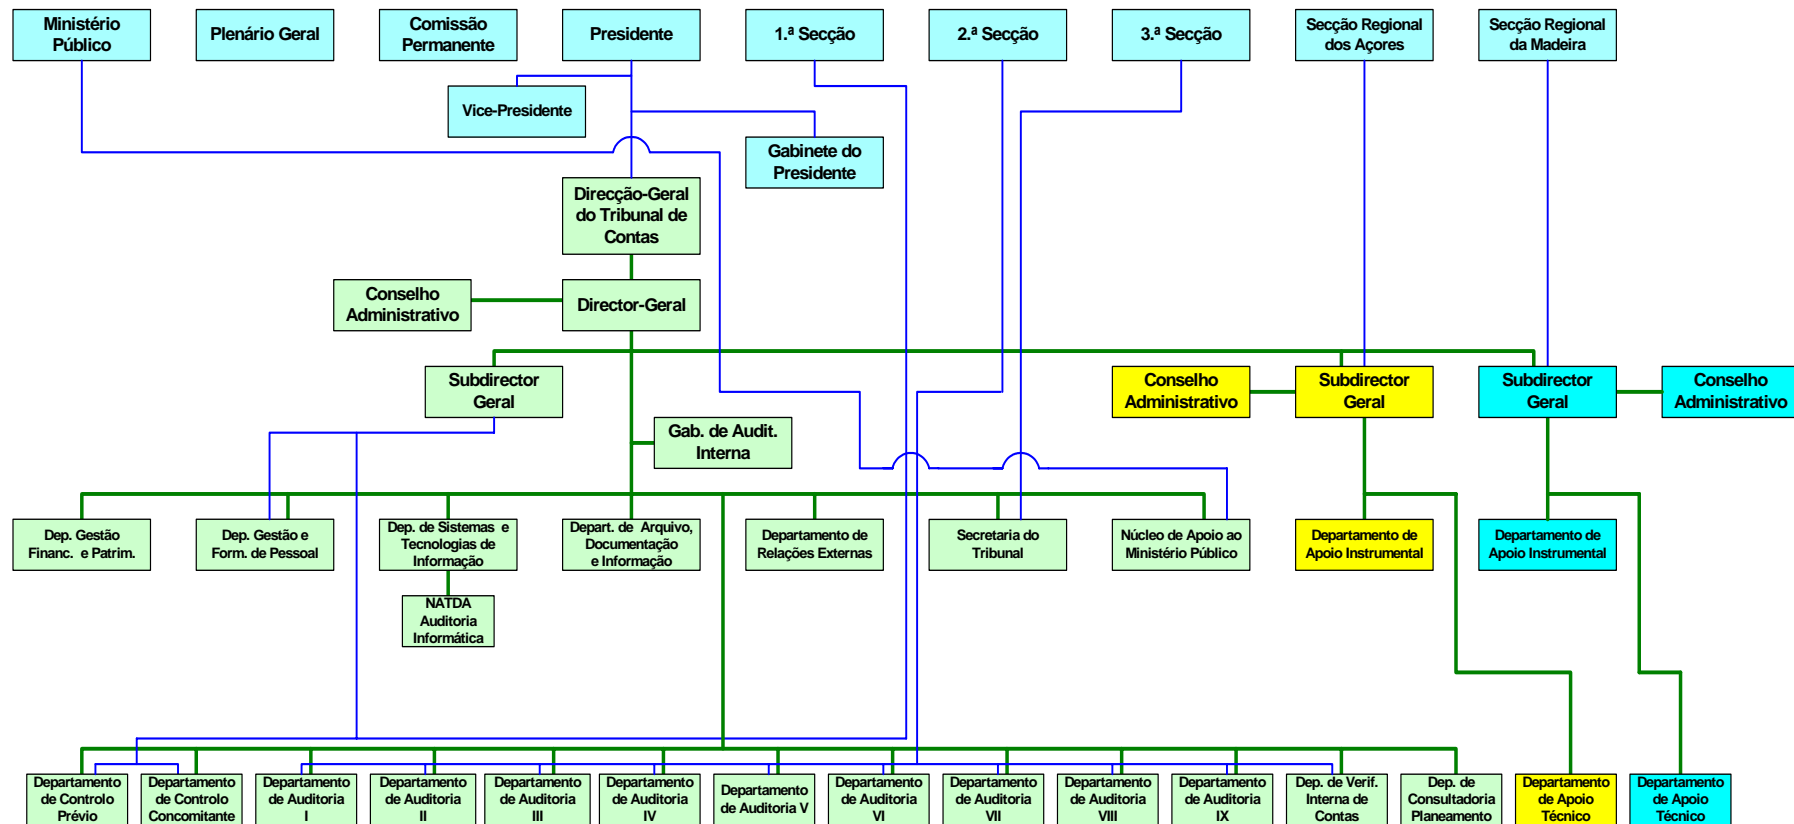 Ministério
Público
Plenário Geral
Comissão
Permanente
Presidente
1.ª Secção
2.ª Secção
3.ª Secção
Secção Regional
dos Açores
Secção Regional
da Madeira
Vice-Presidente
Gabinete do
Presidente
Direcção-Geral
do Tribunal de
Contas
Conselho
Administrativo
Director-Geral
Subdirector
Geral
Conselho
Administrativo
Subdirector
Geral
Subdirector
Geral
Conselho
Administrativo
Gab. de Audit.
Interna
Dep. Gestão
Financ. e Patrim.
Dep. Gestão e
Form. de Pessoal
Dep. de Sistemas e
Tecnologias de
Informação
Depart. de Arquivo,
Documentação
e Informação
Departamento de
Relações Externas
Secretaria do
Tribunal
Núcleo de Apoio ao
Ministério Público
Departamento de
Apoio Instrumental
Departamento de
Apoio Instrumental
NATDA
Auditoria
Informática
Departamento
de Controlo
Prévio
Departamento
de Controlo
Concomitante
Departamento
de Auditoria
I
Departamento
de Auditoria
II
Departamento
de Auditoria
III
Departamento
de Auditoria
IV
Departamento
de Auditoria V
Departamento
de Auditoria
VI
Departamento
de Auditoria
VII
Departamento
de Auditoria
VIII
Departamento
de Auditoria
IX
Dep. de Verif.
Interna de
Contas
Dep. de
Consultadoria
Planeamento
Departamento
de Apoio
Técnico
Departamento
de Apoio
Técnico